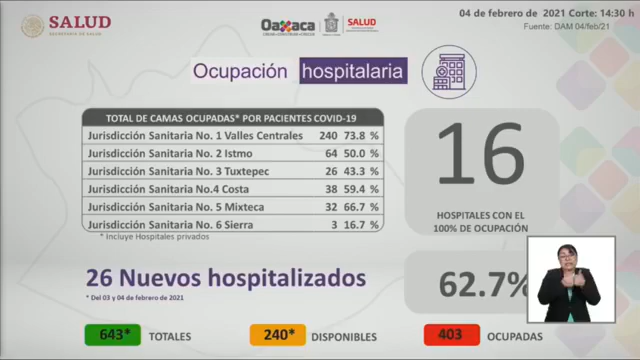 SALUD
SECRETARÍA DE SALUD
Oaxaca
SALUD
04 de febrero de 2021 Corte: 14:30 h
Fuente: DAM 04/feb/21
Ocupación hospitalaria
TOTAL DE CAMAS OCUPADAS* POR PACIENTES COVID-19
Jurisdicción Sanitaria No. 1 Valles Centrales 240 73.8 %
Jurisdicción Sanitaria No. 2 Istmo 64 50.0 %
Jurisdicción Sanitaria No. 3 Tuxtepec 26 43.3 %
Jurisdicción Sanitaria No.4 Costa 38 59.4 %
Jurisdicción Sanitaria No. 5 Mixteca 32 66.7 %
Jurisdicción Sanitaria No. 6 Sierra 3 16.7 %
* Incluye Hospitales privados
16
HOSPITALES CON EL
100% DE OCUPACIÓN
26 Nuevos hospitalizados
* Del 03 y 04 de febrero de 2021
62.7%
643* TOTALES 240* DISPONIBLES 403 OCUPADAS